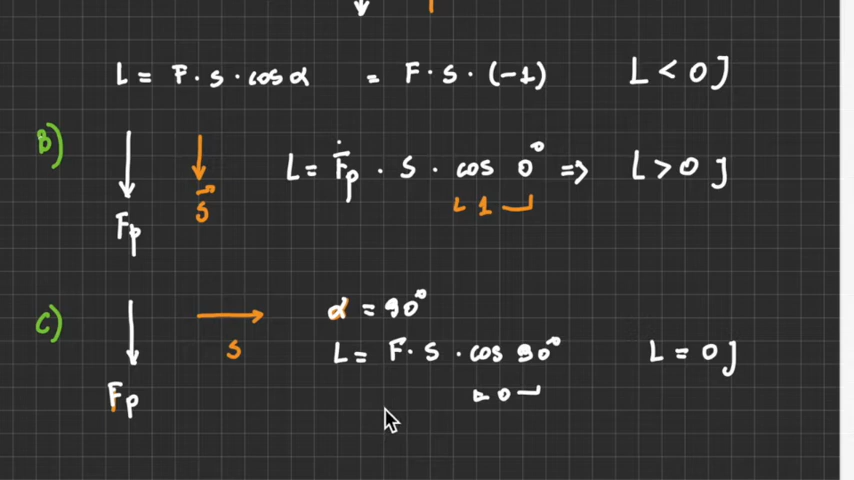 L = F · s · cos α = F · s · (-1) L < 0 J
B) Fp S L = Fp · S · cos 0° => L > 0 J
1
C) Fp S α = 90°
L = F · S · cos 90° L = 0 J
0